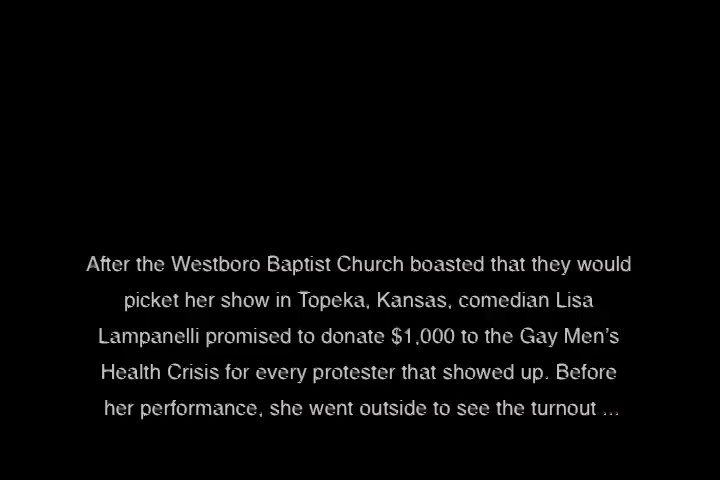 After the Westboro Baptist Church boasted that they would
picket her show in Topeka, Kansas, comedian Lisa
Lampanelli promised to donate $1,000 to the Gay Men’s
Health Crisis for every protester that showed up. Before
her performance, she went outside to see the turnout ...